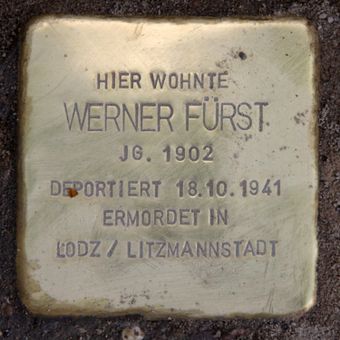 HIER WOHNTE
WERNER FÜRST
JG. 1902
DEPORTIERT 18.10.1941
ERMORDET IN
LODZ / LITZMANNSTADT